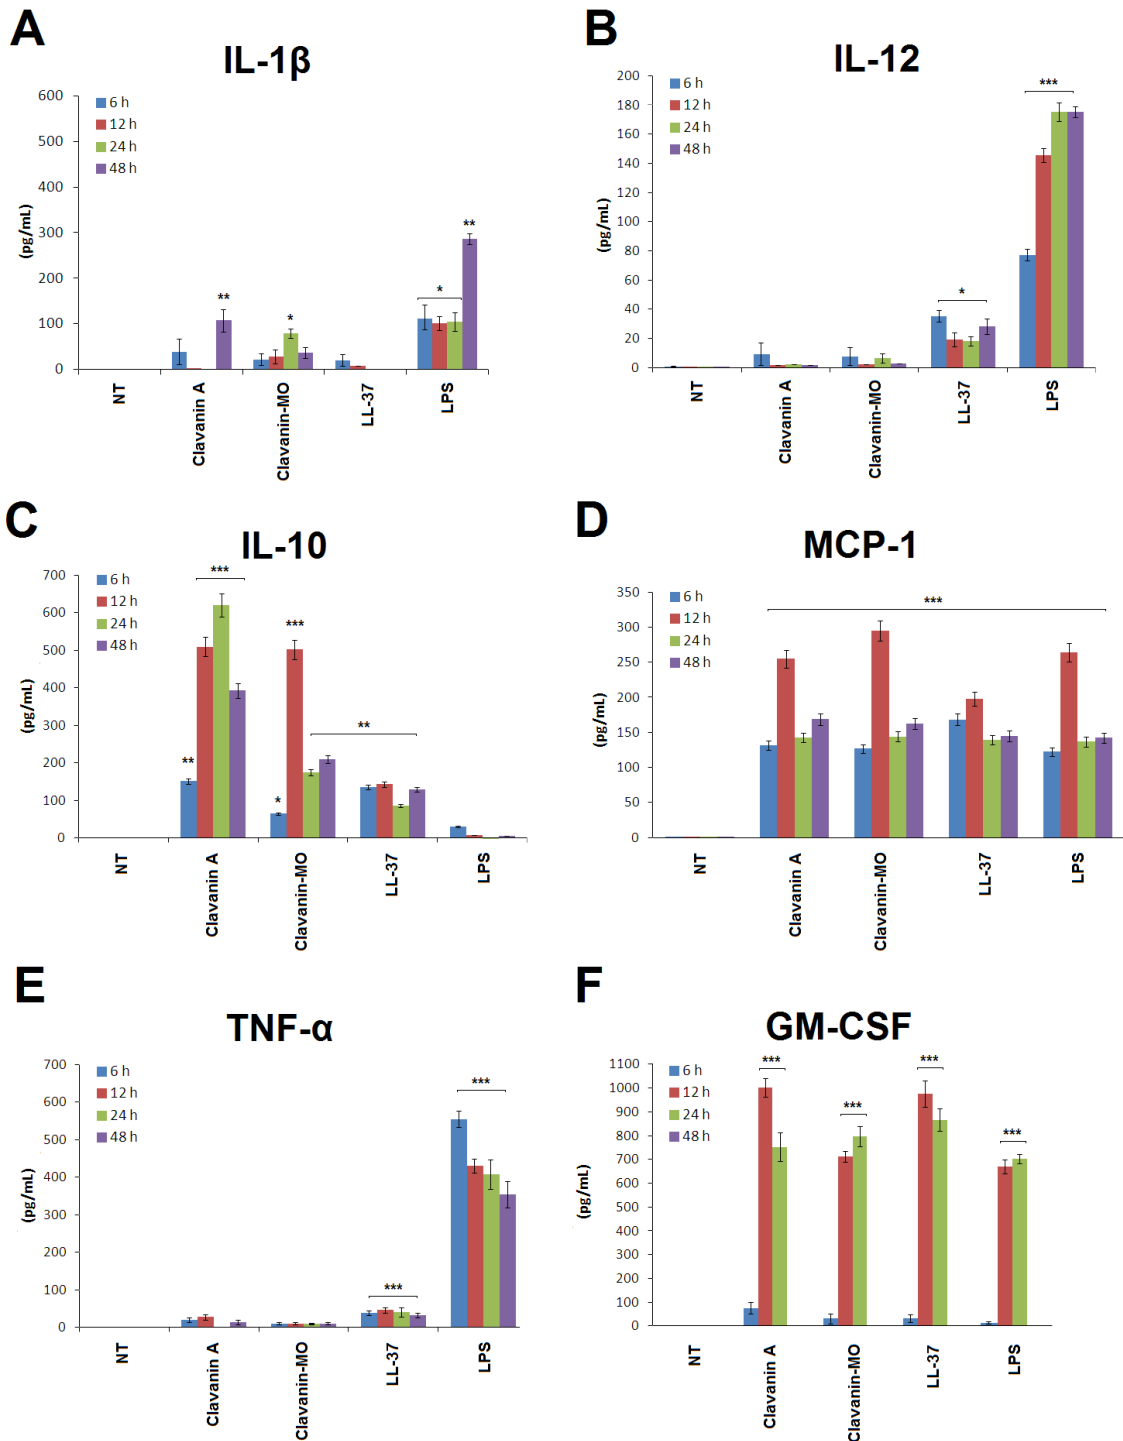 A
IL-1β
(pg/mL)
600
500
400
300
200
100
0
6 h
12 h
24 h
48 h
**
*
*
**
NT
Clavanin A
Clavanin-MO
LL-37
LPS
B
IL-12
(pg/mL)
200
180
160
140
120
100
80
60
40
20
0
6 h
12 h
24 h
48 h
*
***
NT
Clavanin A
Clavanin-MO
LL-37
LPS
C
IL-10
(pg/mL)
700
600
500
400
300
200
100
0
6 h
12 h
24 h
48 h
**
***
*
***
**
NT
Clavanin A
Clavanin-MO
LL-37
LPS
D
MCP-1
(pg/mL)
350
300
250
200
150
100
50
0
6 h
12 h
24 h
48 h
***
NT
Clavanin A
Clavanin-MO
LL-37
LPS
E
TNF-α
(pg/mL)
700
600
500
400
300
200
100
0
6 h
12 h
24 h
48 h
***
***
NT
Clavanin A
Clavanin-MO
LL-37
LPS
F
GM-CSF
(pg/mL)
1100
1000
900
800
700
600
500
400
300
200
100
0
6 h
12 h
24 h
48 h
***
***
***
***
NT
Clavanin A
Clavanin-MO
LL-37
LPS